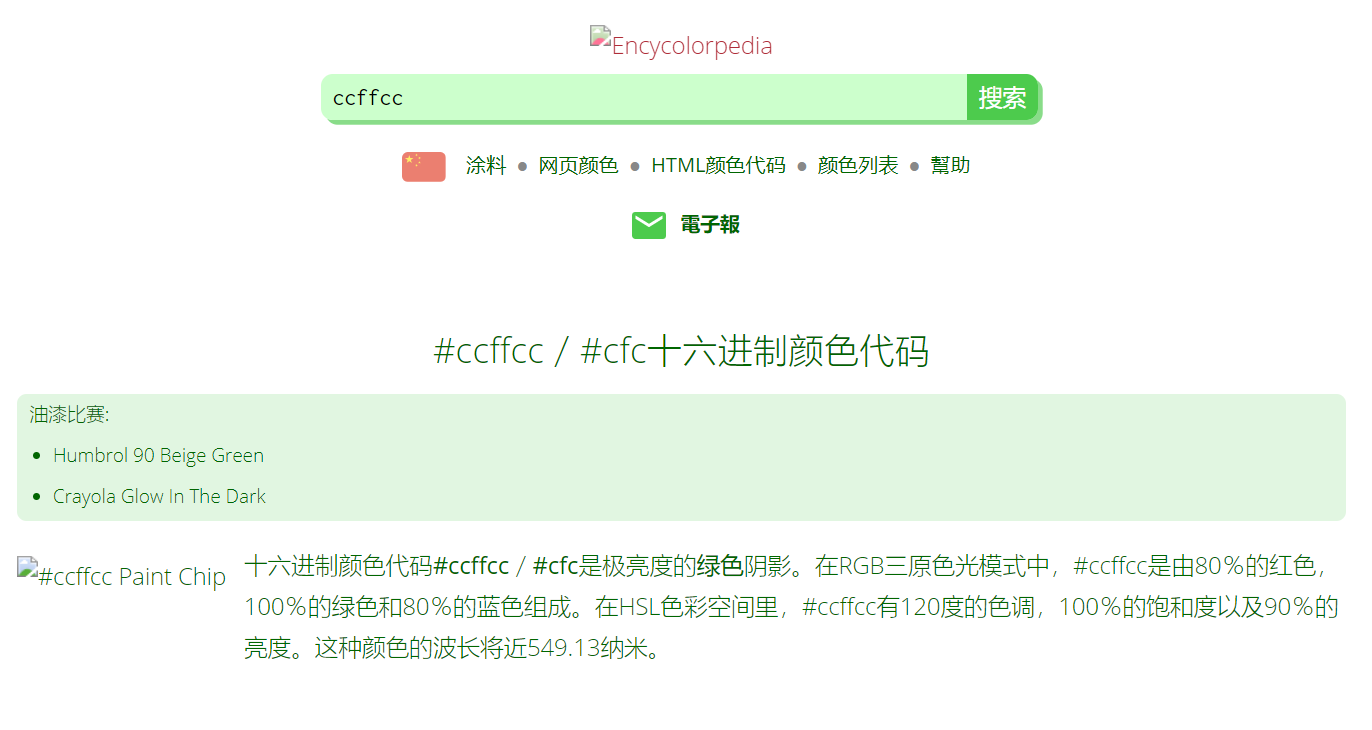 Encycolorpedia
ccffcc 搜索
涂料 ● 网页颜色 ● HTML颜色代码 ● 颜色列表 ● 幫助
電子報
#ccffcc / #cfc十六进制颜色代码
油漆比赛:
• Humbrol 90 Beige Green
• Crayola Glow In The Dark
#ccffcc Paint Chip
十六进制颜色代码#ccffcc / #cfc是极亮度的绿色阴影。在RGB三原色光模式中，#ccffcc是由80%的红色，
100%的绿色和80%的蓝色组成。在HSL色彩空间里，#ccffcc有120度的色调，100%的饱和度以及90%的
亮度。这种颜色的波长将近549.13纳米。